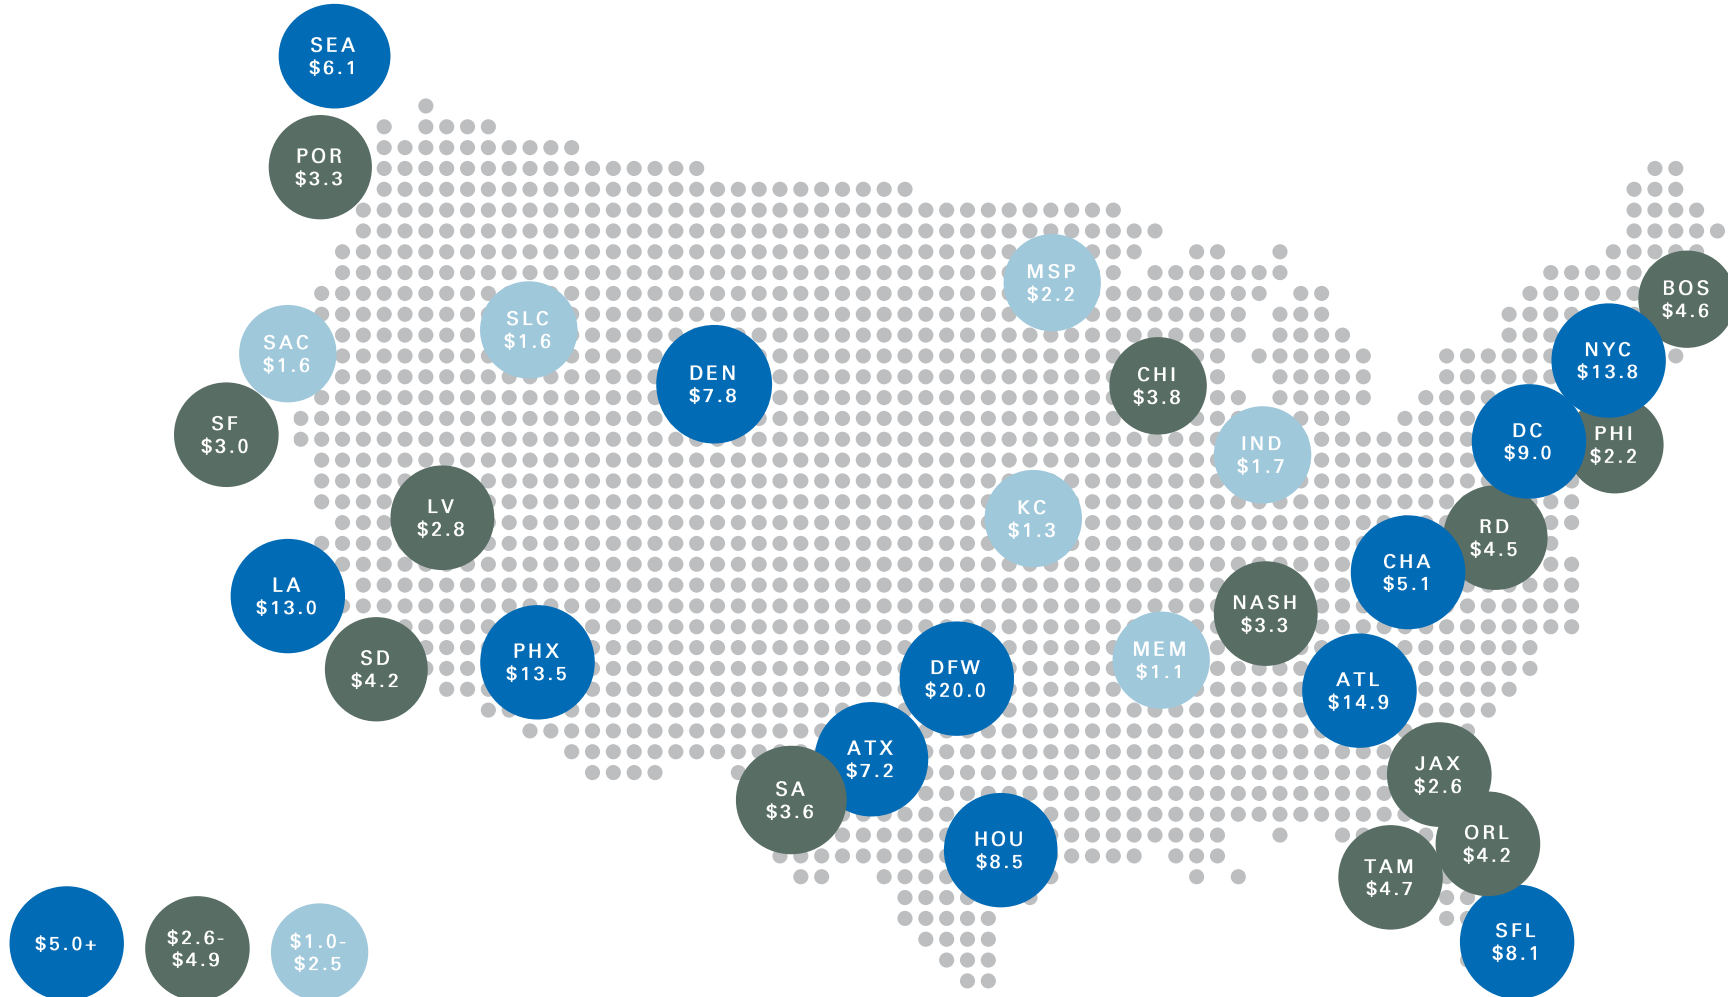 SEA
$6.1
POR
$3.3
MSP
$2.2
BOS
$4.6
SLC
$1.6
SAC
$1.6
NYC
$13.8
DEN
$7.8
CHI
$3.8
SF
$3.0
DC
$9.0
PHI
$2.2
IND
$1.7
LV
$2.8
KC
$1.3
RD
$4.5
CHA
$5.1
LA
$13.0
NASH
$3.3
SD
$4.2
PHX
$13.5
DFW
$20.0
MEM
$1.1
ATL
$14.9
ATX
$7.2
JAX
$2.6
SA
$3.6
HOU
$8.5
ORL
$4.2
TAM
$4.7
SFL
$8.1
$5.0+
$2.6-
$4.9
$1.0-
$2.5